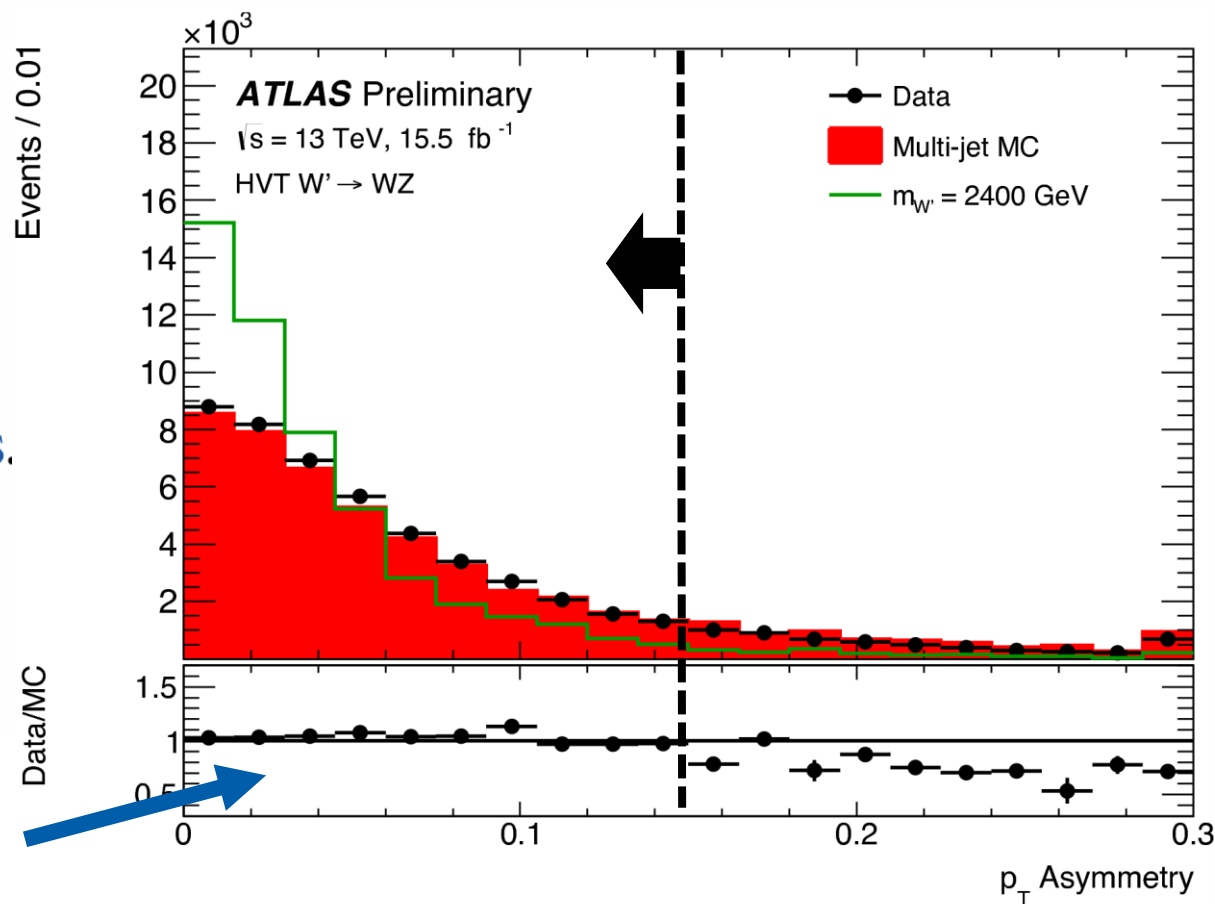 ×10³
Events / 0.01
20
18
16
14
12
10
8
6
4
2
ATLAS Preliminary
√s = 13 TeV, 15.5 fb⁻¹
HVT W' → WZ
Data
Multi-jet MC
m_W' = 2400 GeV
s.
Data/MC
1.5
1
0.5
0
0.1
0.2
0.3
p_T Asymmetry